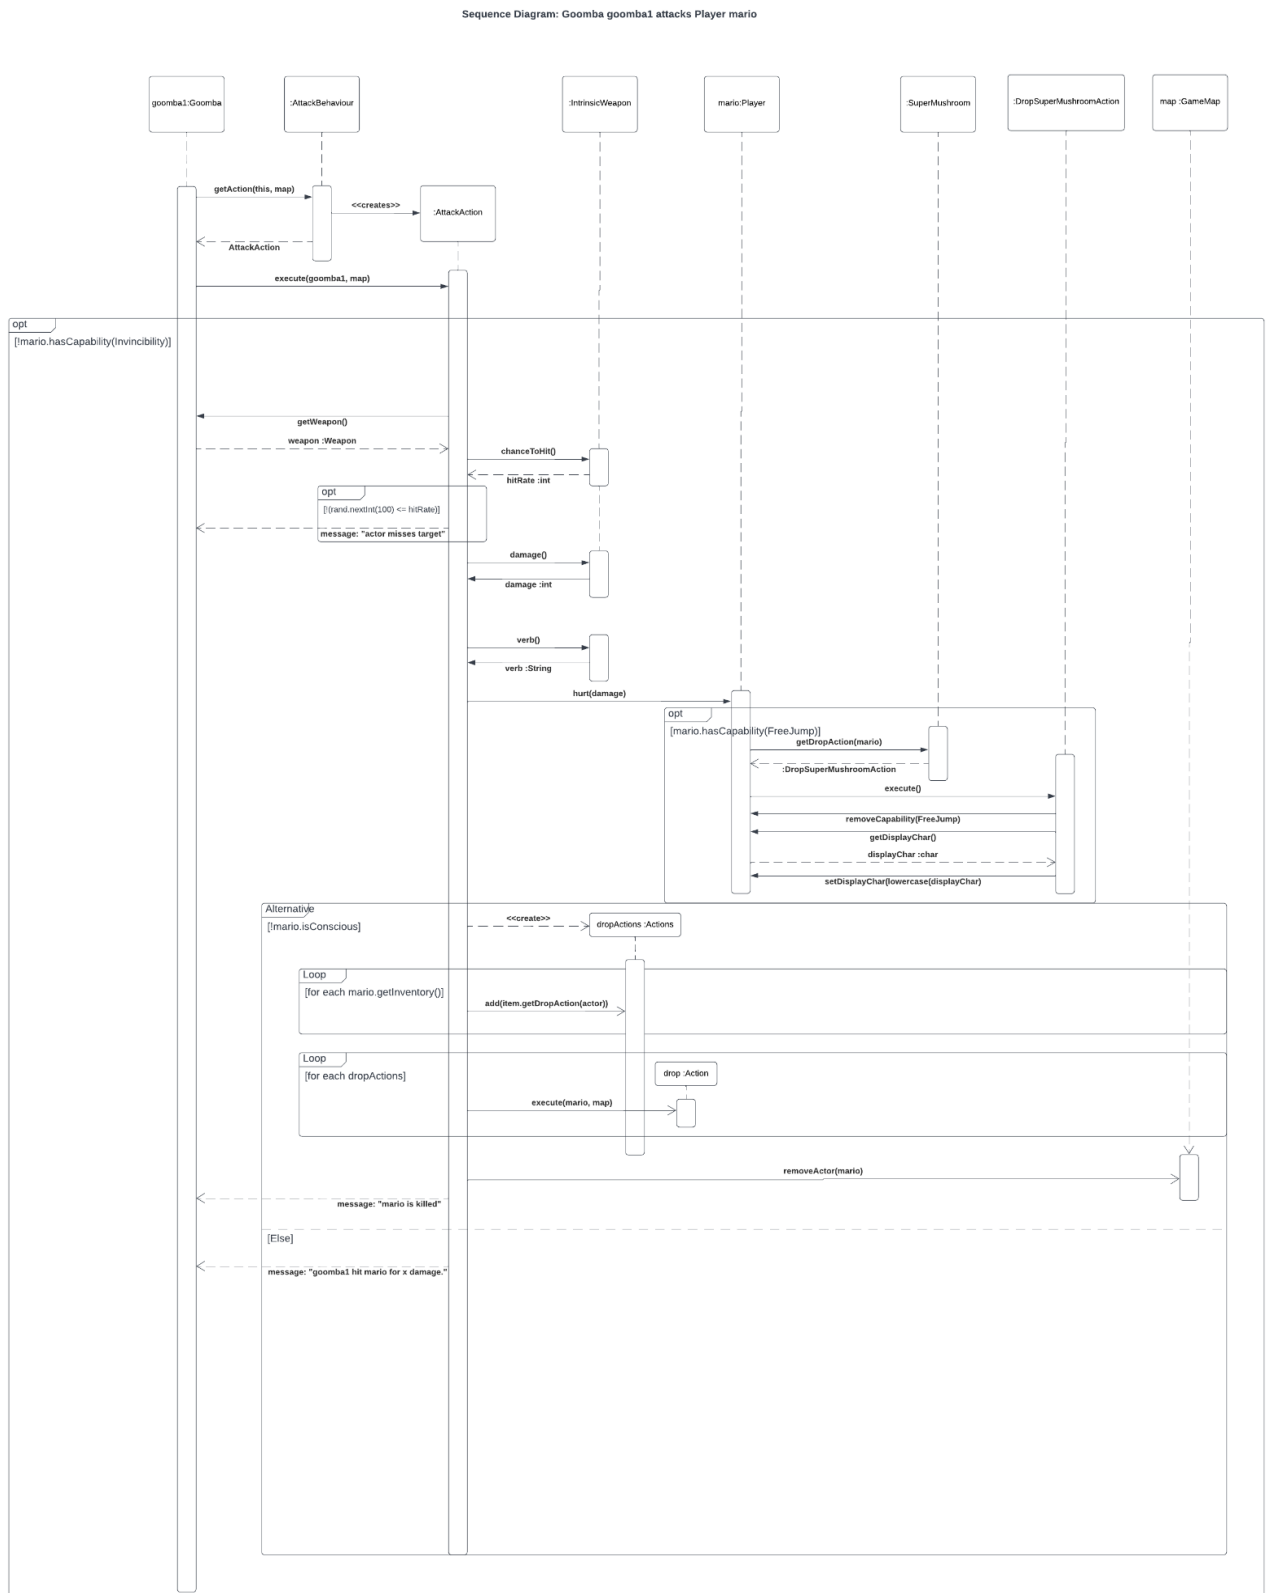 Sequence Diagram: Goomba goomba1 attacks Player mario
goomba1:Goomba
:AttackBehaviour
:IntrinsicWeapon
mario:Player
:SuperMushroom
:DropSuperMushroomAction
map :GameMap
getAction(this, map)
<<creates>>
:AttackAction
AttackAction
execute(goomba1, map)
opt
[!mario.hasCapability(Invincibility)]
getWeapon()
weapon :Weapon
chanceToHit()
hitRate :int
opt
[!(rand.nextInt(100) <= hitRate)]
message: "actor misses target"
damage()
damage :int
verb()
verb :String
hurt(damage)
opt
[mario.hasCapability(FreeJump)]
getDropAction(mario)
:DropSuperMushroomAction
execute()
removeCapability(FreeJump)
getDisplayChar()
displayChar :char
setDisplayChar(lowercase(displayChar)
Alternative
[!mario.isConscious]
<<create>>
dropActions :Actions
Loop
[for each mario.getInventory()]
add(item.getDropAction(actor))
Loop
[for each dropActions]
drop :Action
execute(mario, map)
removeActor(mario)
message: "mario is killed"
[Else]
message: "goomba1 hit mario for x damage."